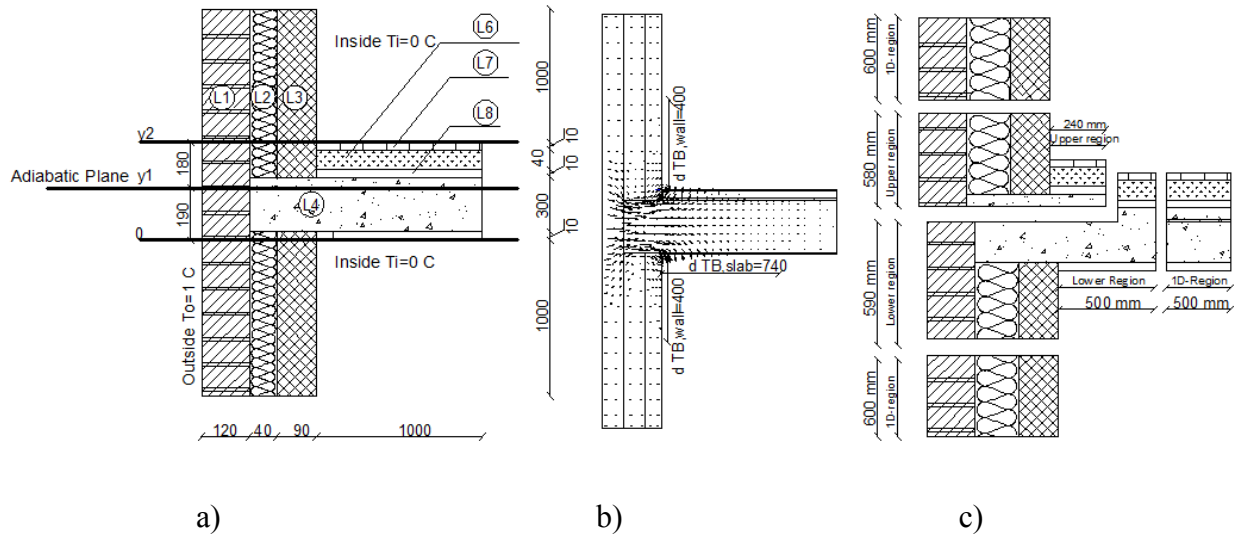 L6
Inside Ti=0 C
L7
L1
L2
L3
L8
y2
Adiabatic Plane y1
L4
0
Inside Ti=0 C
Outside To=1 C
180
190
1000
10
40
10
300
10
1000
120
40
90
1000
a)
d TB,wall=400
d TB,slab=740
d TB,wall=400
b)
600 mm
1D-region
240 mm
Upper region
580 mm
Upper region
590 mm
Lower region
Lower Region
1D-Region
500 mm
500 mm
600 mm
1D-region
c)